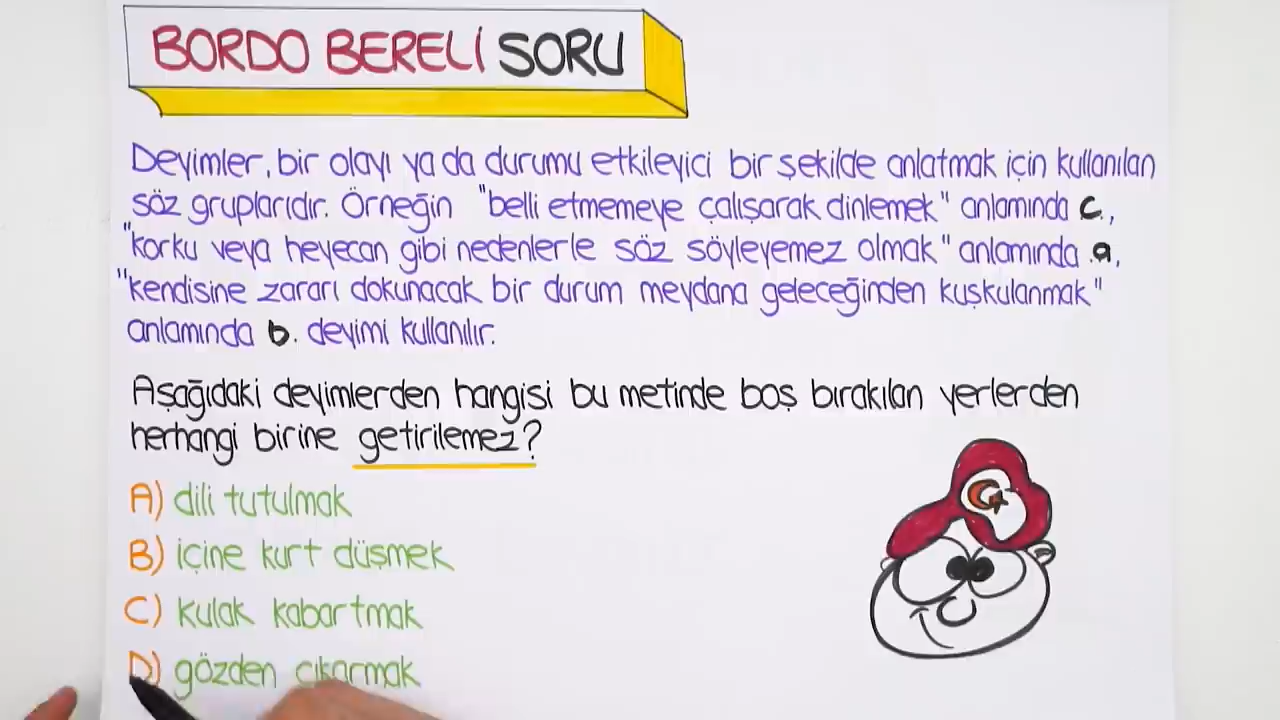 BORDO BERELİ SORU
Deyimler, bir olayı ya da durumu etkileyici bir şekilde anlatmak için kullanılan
söz gruplarıdır. Örneğin "belli etmemeye çalışarak dinlemek" anlamında c.,
"korku veya heyecan gibi nedenlerle söz söyleyemez olmak" anlamında .a,
"kendisine zararı dokunacak bir durum meydana geleceğinden kuşkulanmak"
anlamında b. deyimi kullanılır.
Aşağıdaki deyimlerden hangisi bu metinde boş bırakılan yerlerden
herhangi birine getirilemez?
A) dili tutulmak
B) içine kurt düşmek
C) kulak kabartmak
D) gözden çıkarmak